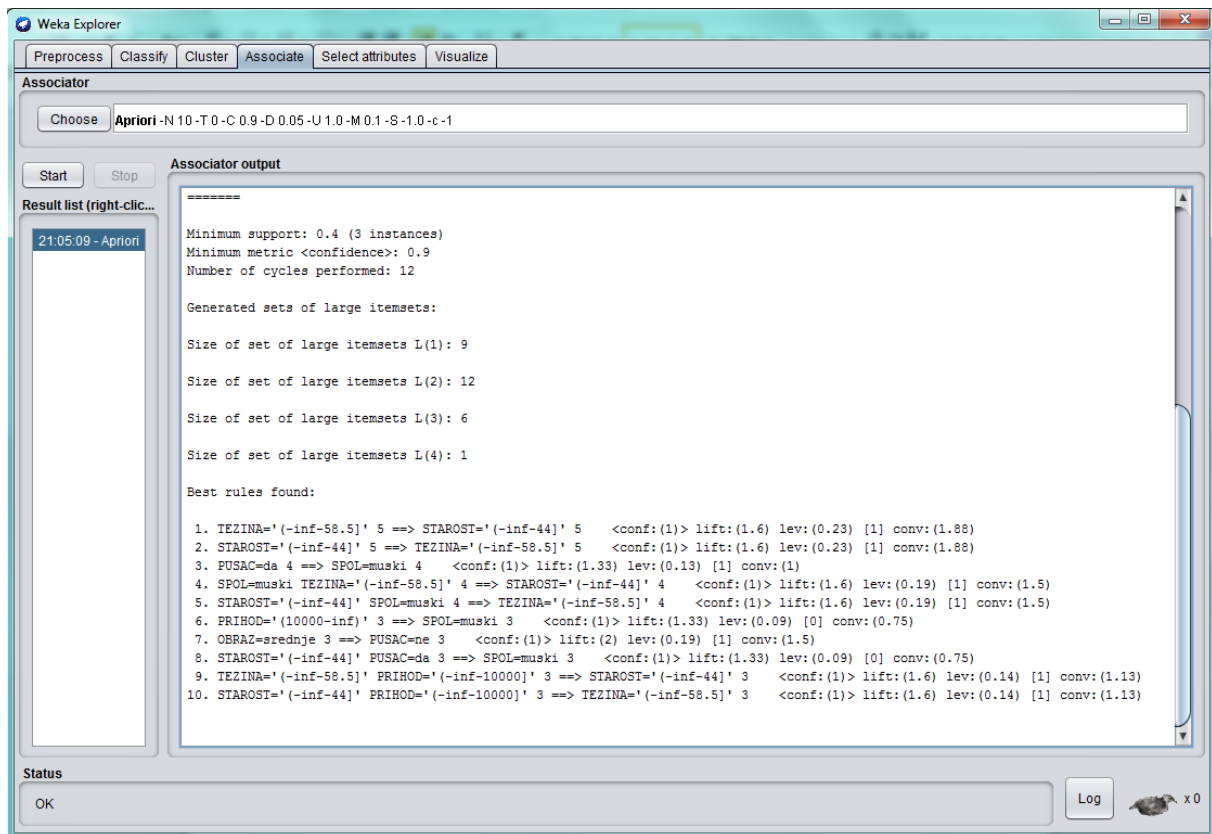 Weka Explorer
Preprocess Classify Cluster Associate Select attributes Visualize
Associator
Choose Apriori -N 10 -T 0 -C 0.9 -D 0.05 -U 1.0 -M 0.1 -S -1.0 -c -1
Start Stop
Result list (right-clic...
21:05:09 - Apriori
Associator output
=======
Minimum support: 0.4 (3 instances)
Minimum metric <confidence>: 0.9
Number of cycles performed: 12
Generated sets of large itemsets:
Size of set of large itemsets L(1): 9
Size of set of large itemsets L(2): 12
Size of set of large itemsets L(3): 6
Size of set of large itemsets L(4): 1
Best rules found:
1. TEZINA='(-inf-58.5]' 5 ==> STAROST='(-inf-44]' 5 <conf:(1)> lift:(1.6) lev:(0.23) [1] conv:(1.88)
2. STAROST='(-inf-44]' 5 ==> TEZINA='(-inf-58.5]' 5 <conf:(1)> lift:(1.6) lev:(0.23) [1] conv:(1.88)
3. PUSAC=da 4 ==> SPOL=muski 4 <conf:(1)> lift:(1.33) lev:(0.13) [1] conv:(1)
4. SPOL=muski TEZINA='(-inf-58.5]' 4 ==> STAROST='(-inf-44]' 4 <conf:(1)> lift:(1.6) lev:(0.19) [1] conv:(1.5)
5. STAROST='(-inf-44]' SPOL=muski 4 ==> TEZINA='(-inf-58.5]' 4 <conf:(1)> lift:(1.6) lev:(0.19) [1] conv:(1.5)
6. PRIHOD='(10000-inf)' 3 ==> SPOL=muski 3 <conf:(1)> lift:(1.33) lev:(0.09) [0] conv:(0.75)
7. OBRAZ=srednje 3 ==> PUSAC=ne 3 <conf:(1)> lift:(2) lev:(0.19) [1] conv:(1.5)
8. STAROST='(-inf-44]' PUSAC=da 3 ==> SPOL=muski 3 <conf:(1)> lift:(1.33) lev:(0.09) [0] conv:(0.75)
9. TEZINA='(-inf-58.5]' PRIHOD='(-inf-10000]' 3 ==> STAROST='(-inf-44]' 3 <conf:(1)> lift:(1.6) lev:(0.14) [1] conv:(1.13)
10. STAROST='(-inf-44]' PRIHOD='(-inf-10000]' 3 ==> TEZINA='(-inf-58.5]' 3 <conf:(1)> lift:(1.6) lev:(0.14) [1] conv:(1.13)
Status
OK
Log
x 0